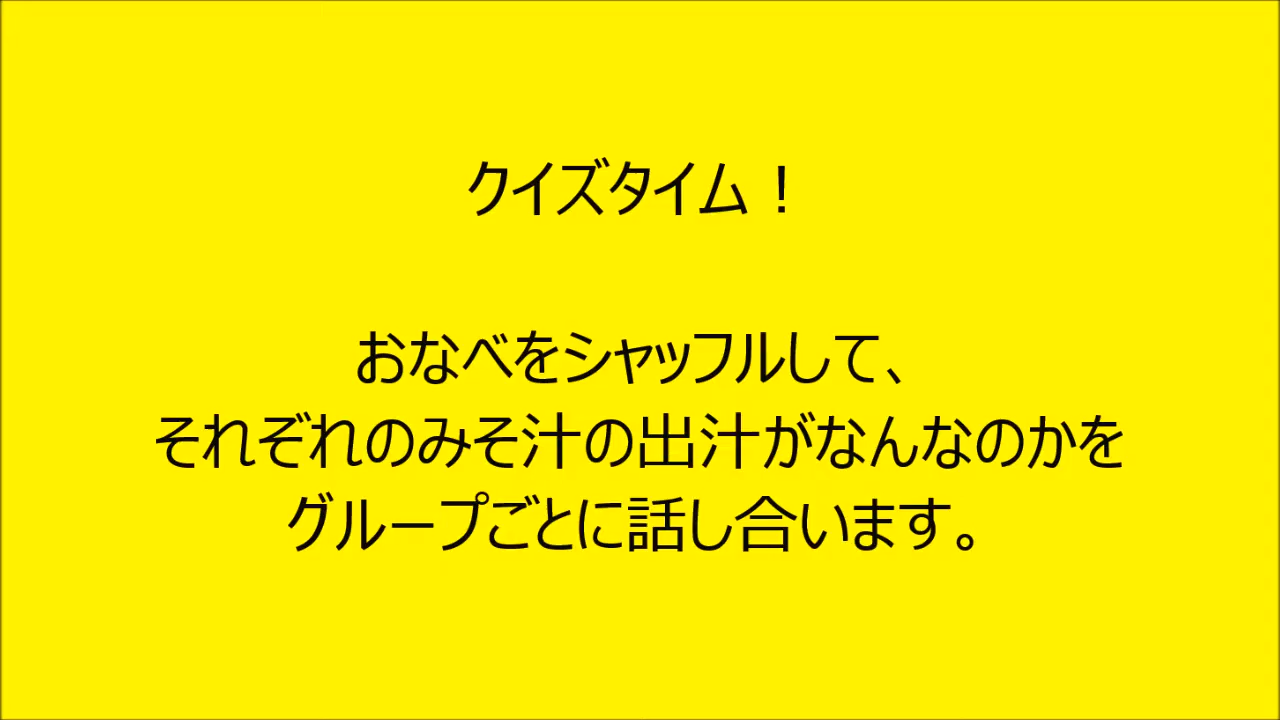 クイズタイム！
おなべをシャッフルして、
それぞれのみそ汁の出汁がなんなのかを
グループごとに話し合います。